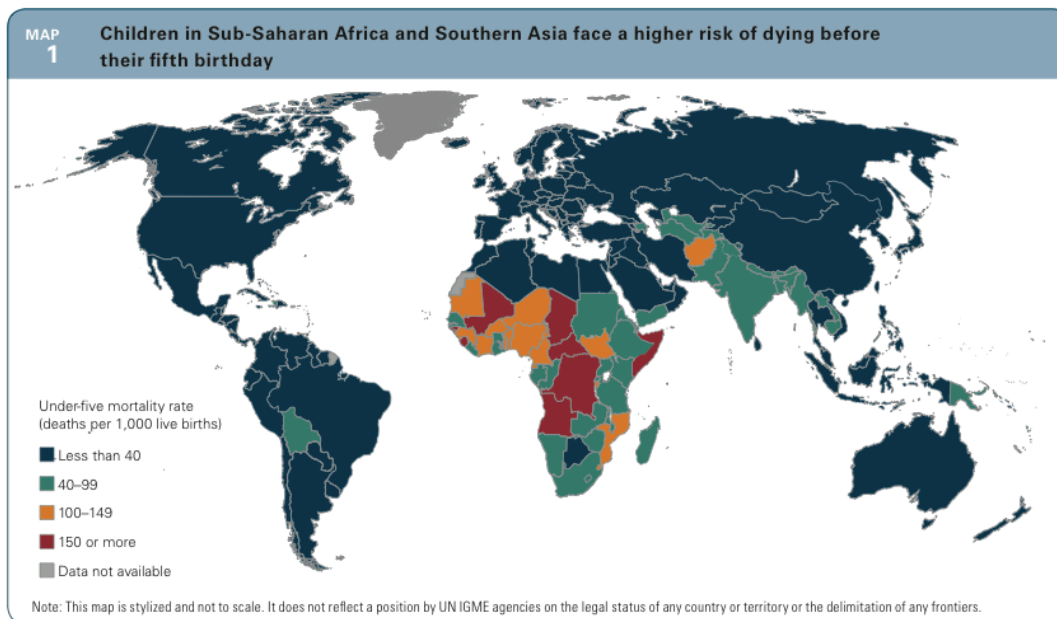 MAP
1
Children in Sub-Saharan Africa and Southern Asia face a higher risk of dying before
their fifth birthday
Under-five mortality rate
(deaths per 1,000 live births)
Less than 40
40–99
100–149
150 or more
Data not available
Note: This map is stylized and not to scale. It does not reflect a position by UN IGME agencies on the legal status of any country or territory or the delimitation of any frontiers.